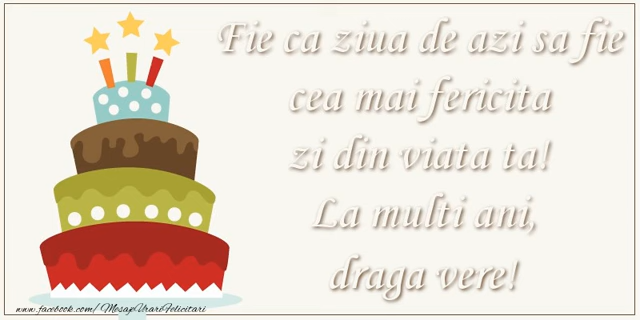 Fie ca ziua de azi sa fie
cea mai fericita
zi din viata ta!
La multi ani,
draga vere!
www.facebook.com/MesajeUrariFelicitari